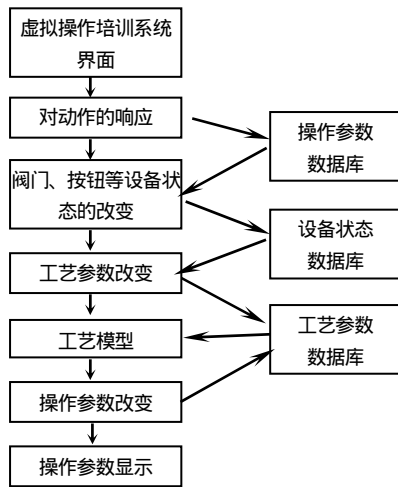 虚拟操作培训系统
界面
对动作的响应
操作参数
数据库
阀门、按钮等设备状
态的改变
设备状态
数据库
工艺参数改变
工艺参数
数据库
工艺模型
操作参数改变
操作参数显示